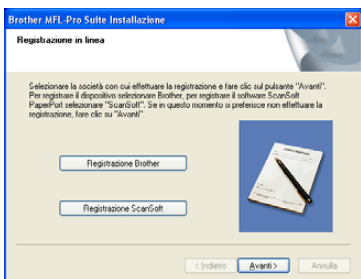 Brother MFL-Pro Suite Installazione
Registrazione in linea
Selezionare la società con cui effettuare la registrazione e fare clic sul pulsante "Avanti".
Per registrare il dispositivo selezionare Brother, per registrare il software ScanSoft
PaperPort selezionare "ScanSoft". Se in questo momento si preferisce non effettuare la
registrazione, fare clic su "Avanti".
Registrazione Brother
Registrazione ScanSoft
< Indietro
Avanti >
Annulla